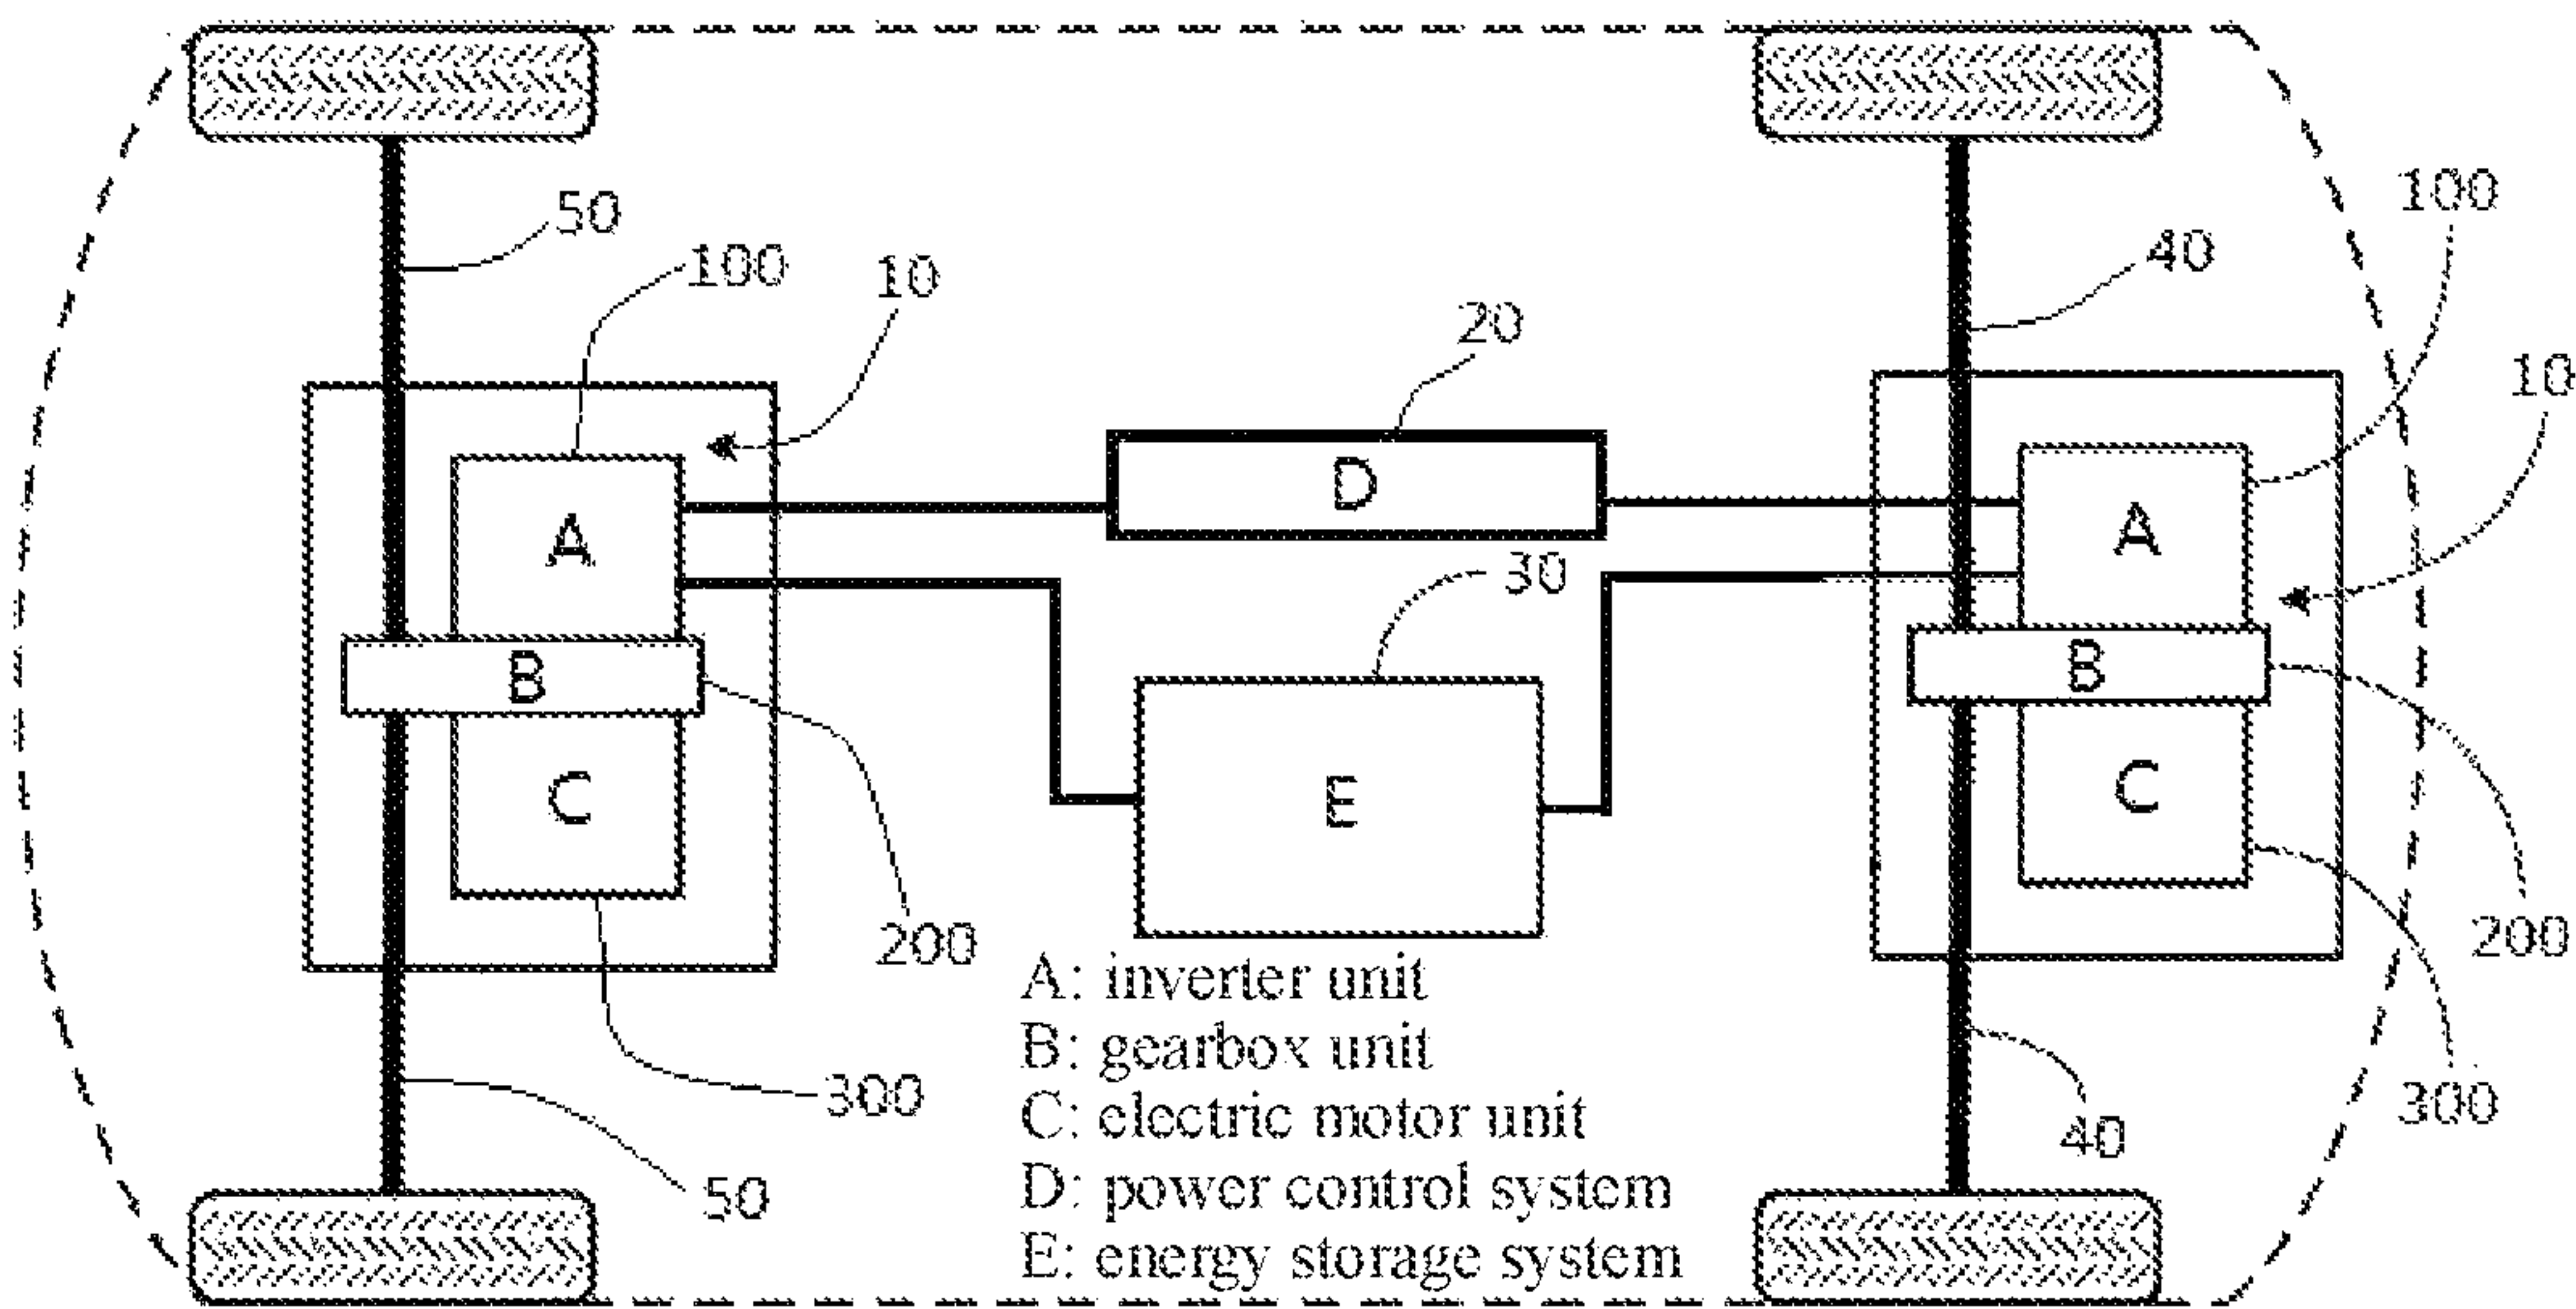 50
100
10
20
40
100
10
A
D
A
30
B
B
C
E
C
200
200
300
50
40
300
A: inverter unit
B: gearbox unit
C: electric motor unit
D: power control system
E: energy storage system